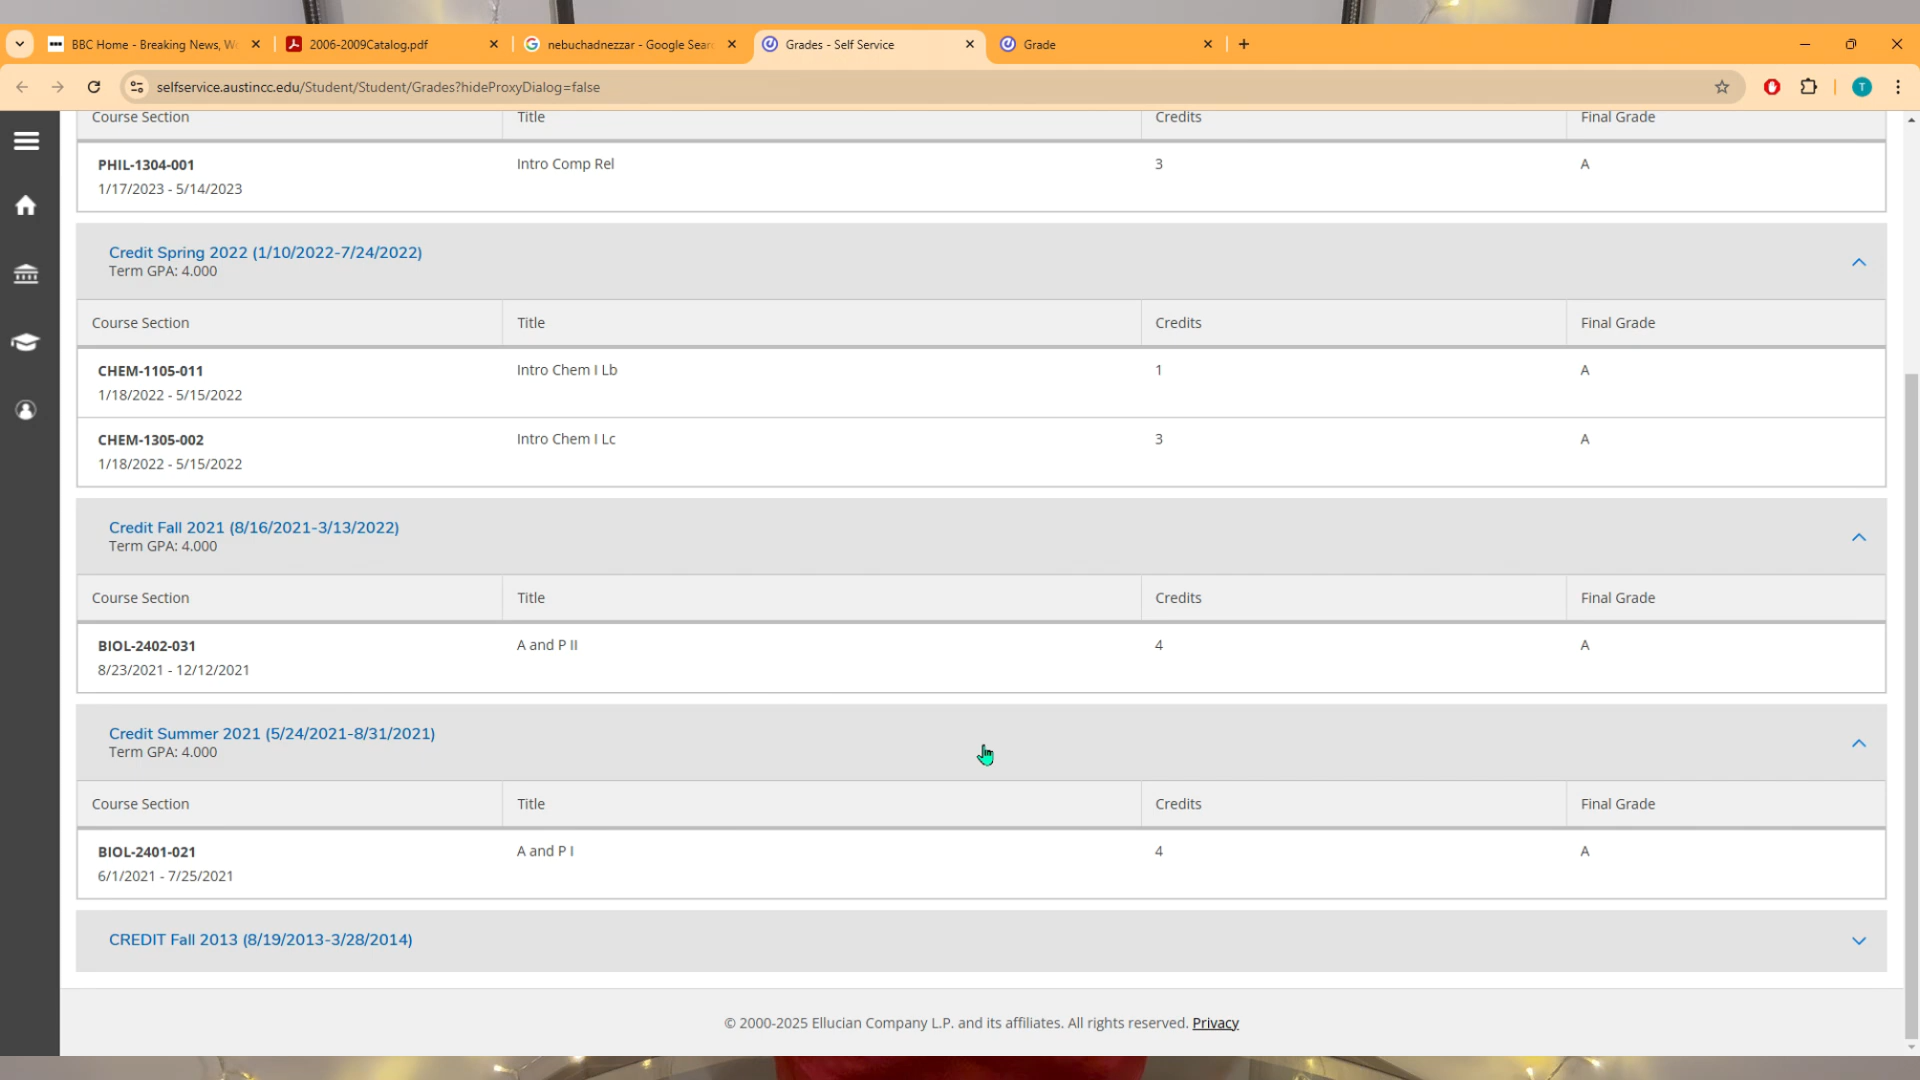 BBC Home - Breaking News, W
2006-2009Catalog.pdf
nebuchadnezzar - Google Sear
Grades - Self Service
Grade
selfservice.austincc.edu/Student/Student/Grades?hideProxyDialog=false
T
Course Section Title Credits Final Grade
PHIL-1304-001 Intro Comp Rel 3 A
1/17/2023 - 5/14/2023
Credit Spring 2022 (1/10/2022-7/24/2022)
Term GPA: 4.000
Course Section Title Credits Final Grade
CHEM-1105-011 Intro Chem I Lb 1 A
1/18/2022 - 5/15/2022
CHEM-1305-002 Intro Chem I Lc 3 A
1/18/2022 - 5/15/2022
Credit Fall 2021 (8/16/2021-3/13/2022)
Term GPA: 4.000
Course Section Title Credits Final Grade
BIOL-2402-031 A and P II 4 A
8/23/2021 - 12/12/2021
Credit Summer 2021 (5/24/2021-8/31/2021)
Term GPA: 4.000
Course Section Title Credits Final Grade
BIOL-2401-021 A and P I 4 A
6/1/2021 - 7/25/2021
CREDIT Fall 2013 (8/19/2013-3/28/2014)
© 2000-2025 Ellucian Company L.P. and its affiliates. All rights reserved. Privacy